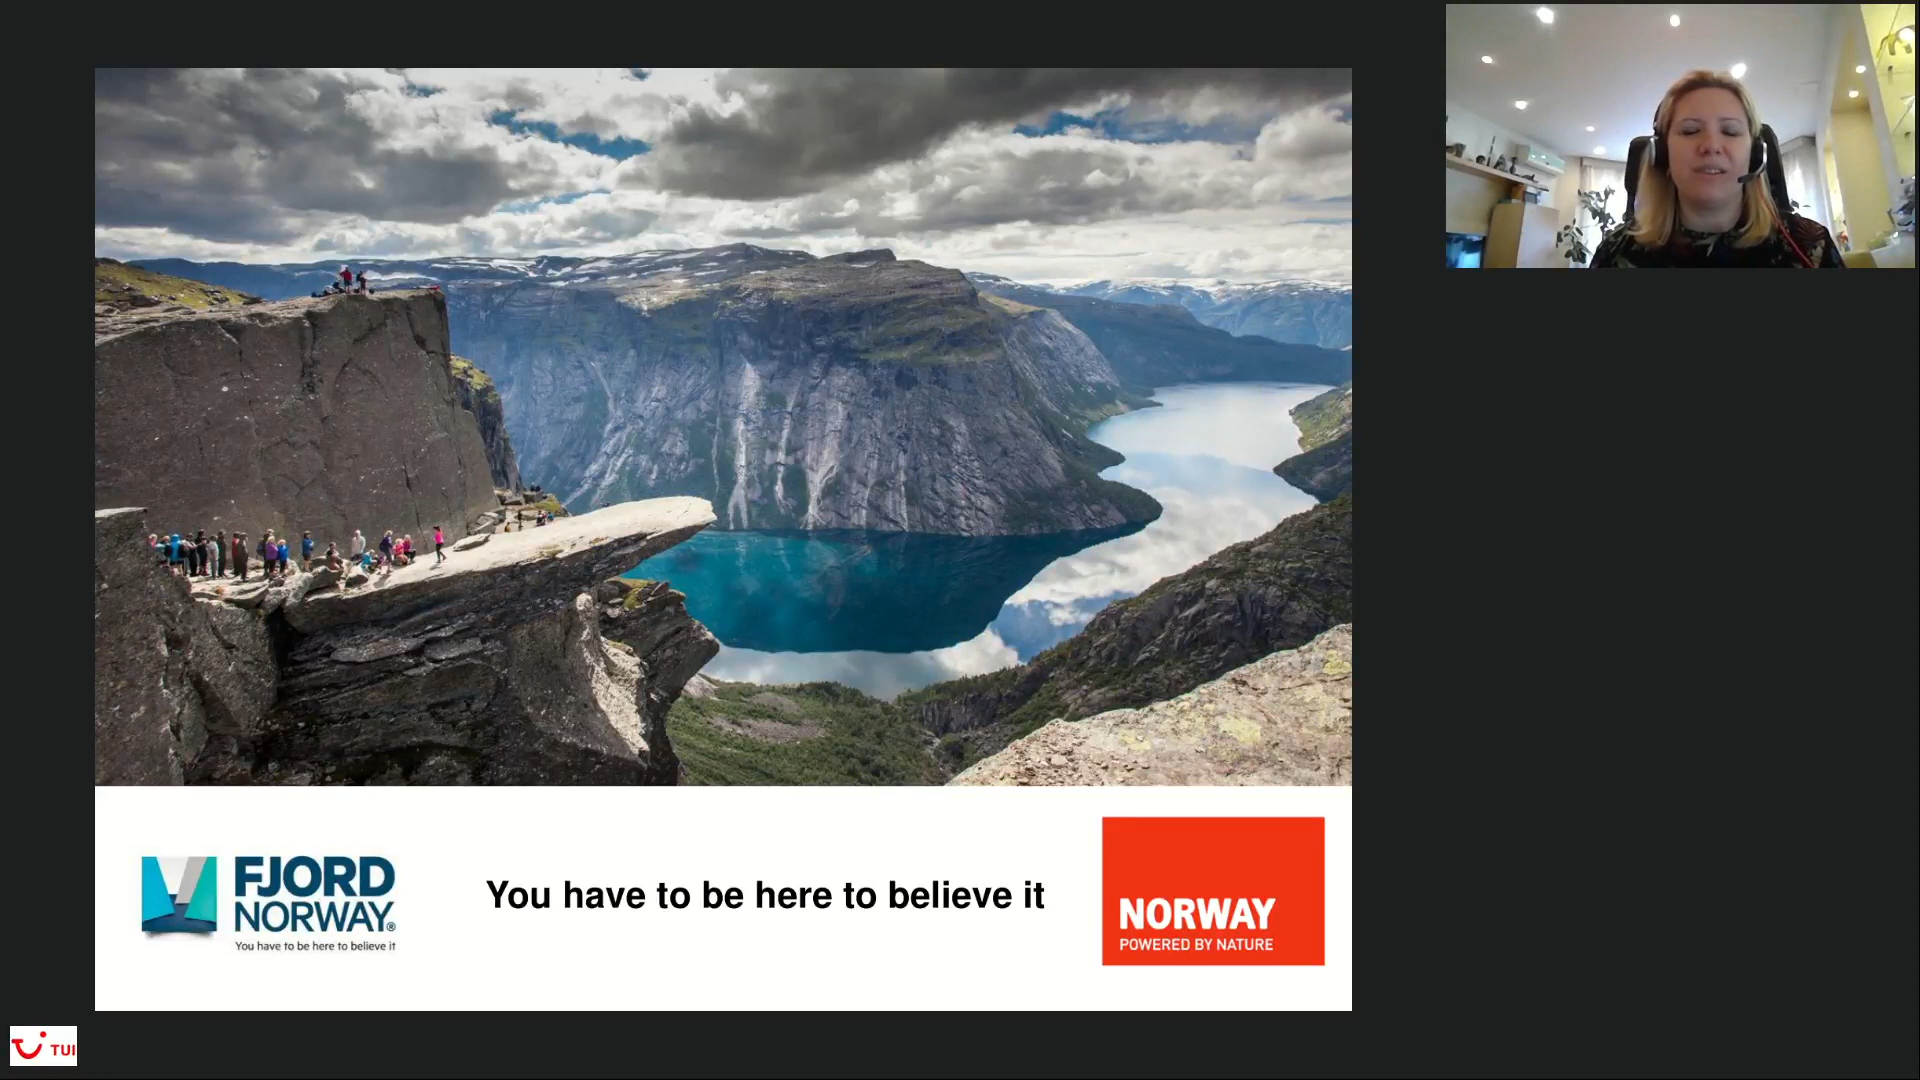 FJORD
NORWAY®
You have to be here to believe it
You have to be here to believe it
NORWAY
POWERED BY NATURE
TUI